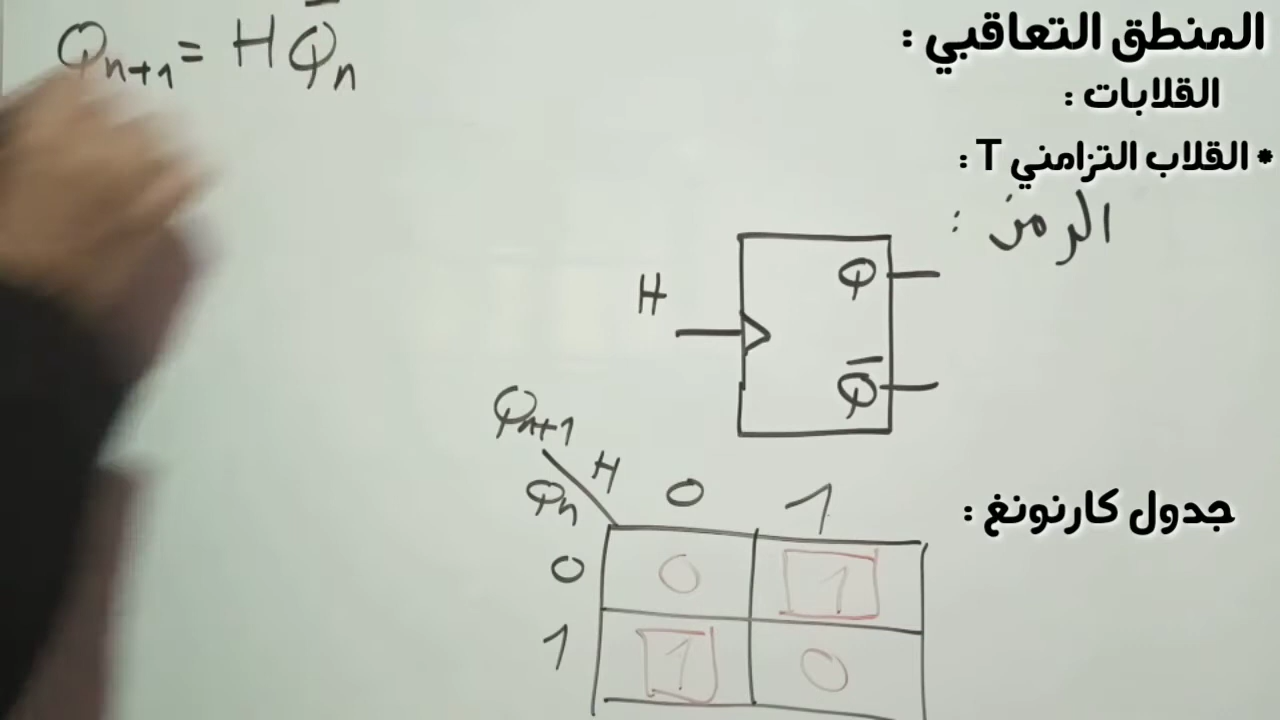 المنطق التعاقبي :
القلابات :
* القلاب التزامني T :
Qn+1 = H Q̄n
الرمز :
H
Q
Q̄
جدول كارنونغ :
Qn+1
H
Qn
0 1
0 0 1
1 1 0